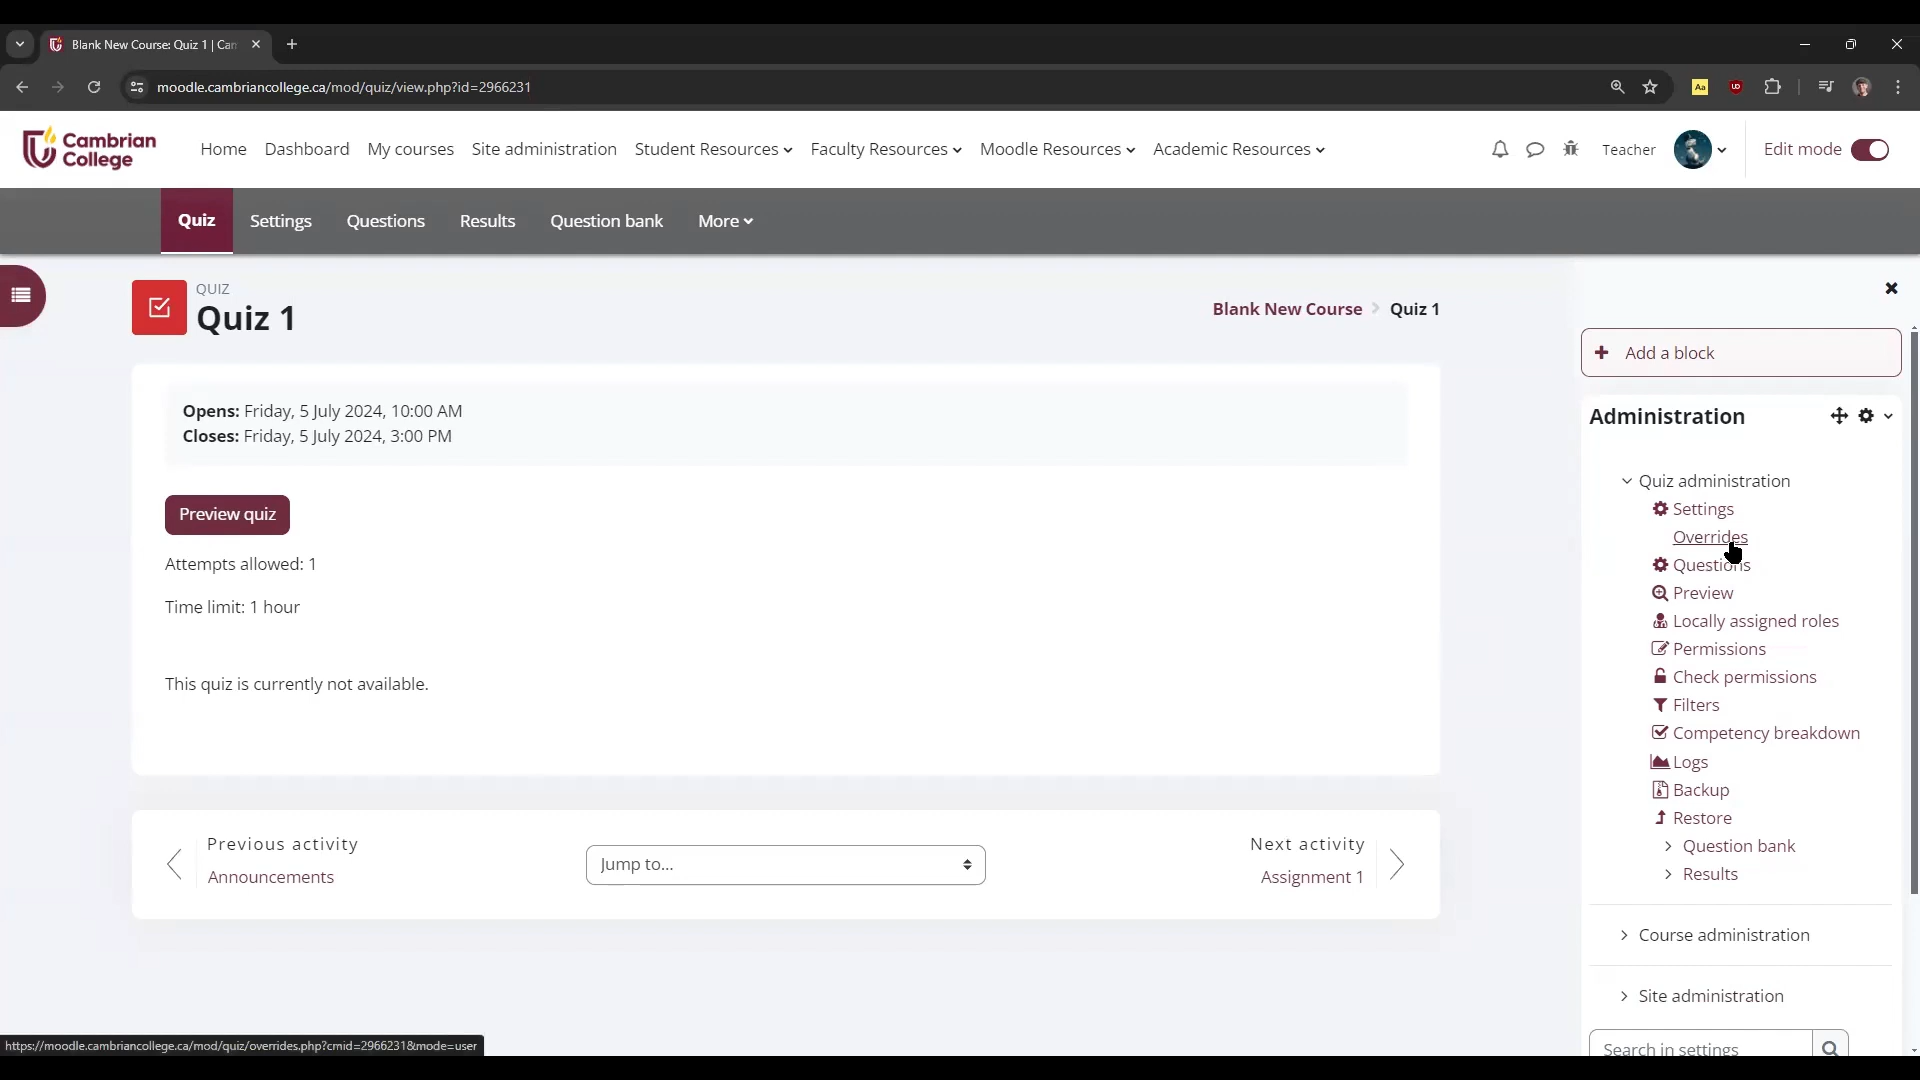 Blank New Course: Quiz 1 | Can
moodle.cambriancollege.ca/mod/quiz/view.php?id=2966231
Aa
Cambrian
College
Home
Dashboard
My courses
Site administration
Student Resources
Faculty Resources
Moodle Resources
Academic Resources
Teacher
Edit mode
Quiz
Settings
Questions
Results
Question bank
More
QUIZ
Quiz 1
Blank New Course
Quiz 1
Opens: Friday, 5 July 2024, 10:00 AM
Closes: Friday, 5 July 2024, 3:00 PM
Preview quiz
Attempts allowed: 1
Time limit: 1 hour
This quiz is currently not available.
Previous activity
Announcements
Jump to...
Next activity
Assignment 1
Add a block
Administration
Quiz administration
Settings
Overrides
Questions
Preview
Locally assigned roles
Permissions
Check permissions
Filters
Competency breakdown
Logs
Backup
Restore
Question bank
Results
Course administration
Site administration
Search in settings
https://moodle.cambriancollege.ca/mod/quiz/overrides.php?cmid=2966231&mode=user